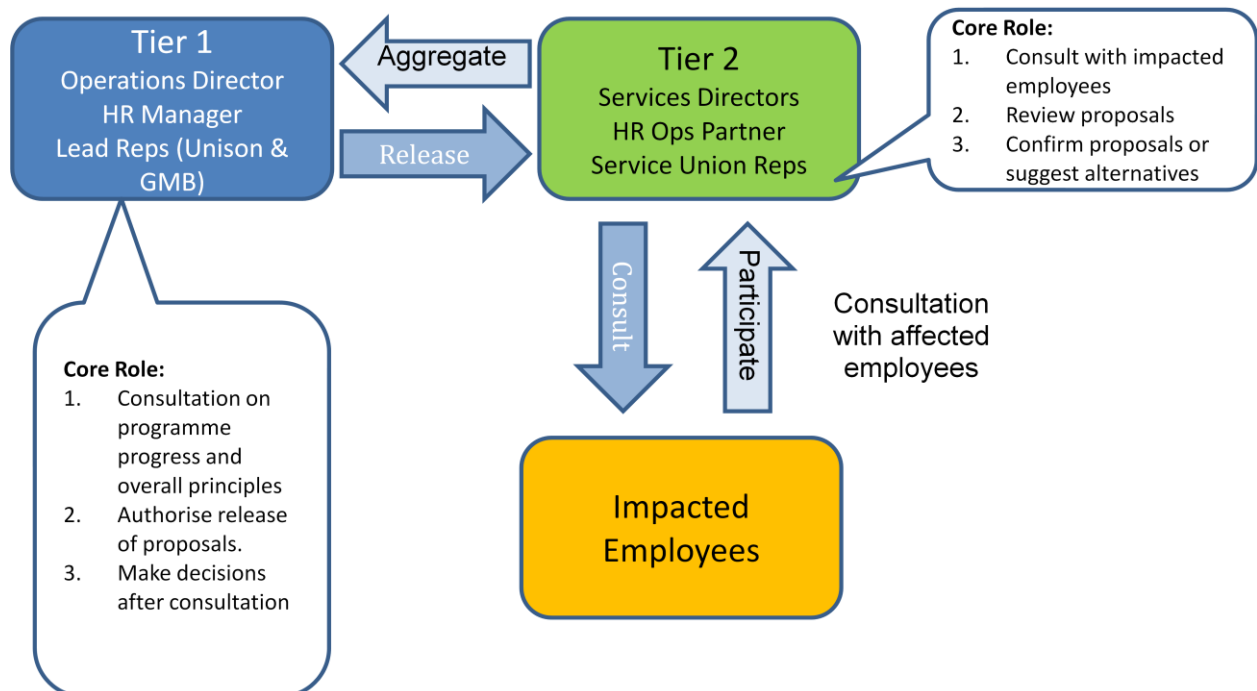 Tier 1
Operations Director
HR Manager
Lead Reps (Unison &
GMB)
Aggregate
Release
Tier 2
Services Directors
HR Ops Partner
Service Union Reps
Core Role:
1. Consult with impacted
employees
2. Review proposals
3. Confirm proposals or
suggest alternatives
Consult
Participate
Consultation
with affected
employees
Core Role:
1. Consultation on
programme
progress and
overall principles
2. Authorise release
of proposals.
3. Make decisions
after consultation
Impacted
Employees